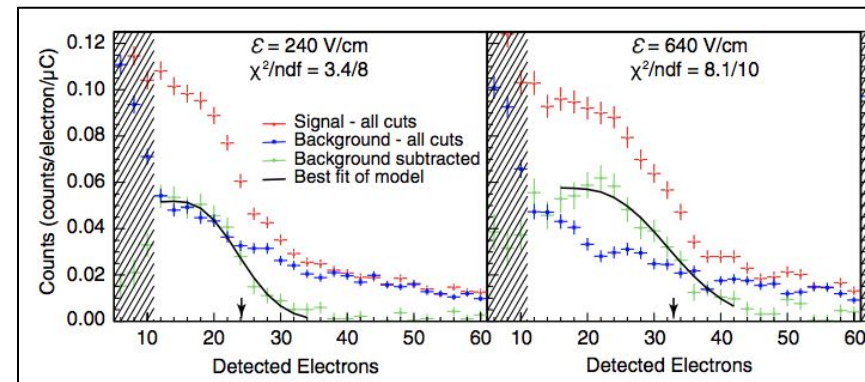 0.12
0.10
0.08
0.06
0.04
0.02
0.00
Counts (counts/electron/μC)
ℰ = 240 V/cm
χ²/ndf = 3.4/8
Signal - all cuts
Background - all cuts
Background subtracted
Best fit of model
10 20 30 40 50 60
Detected Electrons
ℰ = 640 V/cm
χ²/ndf = 8.1/10
10 20 30 40 50 60
Detected Electrons